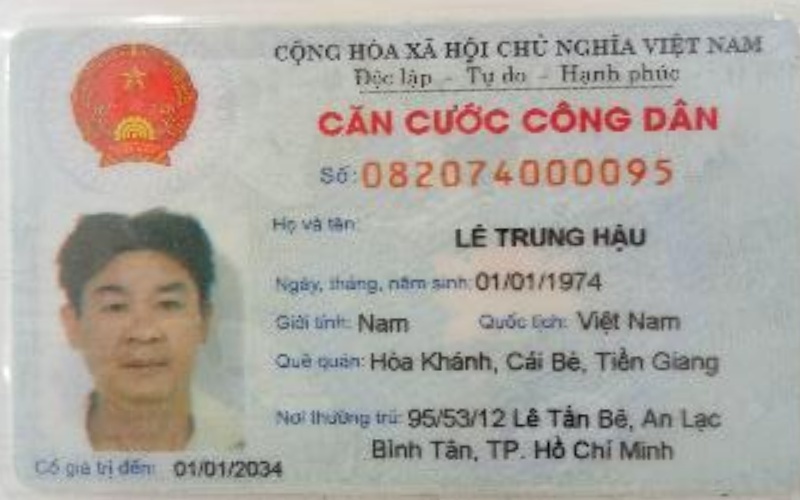 CỘNG HÒA XÃ HỘI CHỦ NGHĨA VIỆT NAM
Độc lập - Tự do - Hạnh phúc
CĂN CƯỚC CÔNG DÂN
Số: 082074000095
Họ và tên:
LÊ TRUNG HẬU
Ngày, tháng, năm sinh: 01/01/1974
Giới tính: Nam Quốc tịch: Việt Nam
Quê quán: Hòa Khánh, Cái Bè, Tiền Giang
Nơi thường trú: 95/53/12 Lê Tấn Bê, An Lạc
Bình Tân, TP. Hồ Chí Minh
Có giá trị đến: 01/01/2034